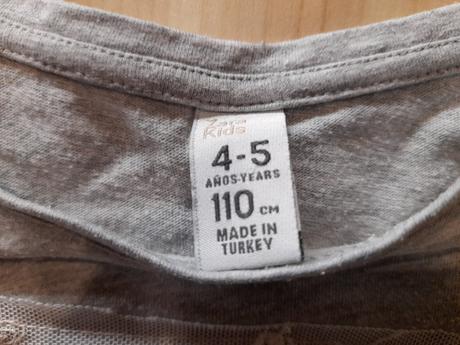 Zara
Kids
4-5
AÑOS-YEARS
110 CM
MADE IN
TURKEY